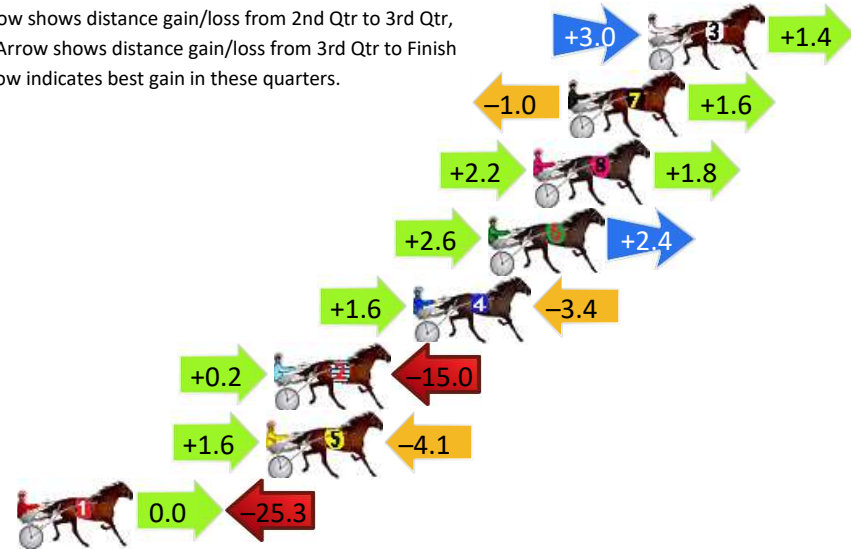 ow shows distance gain/loss from 2nd Qtr to 3rd Qtr,
Arrow shows distance gain/loss from 3rd Qtr to Finish
ow indicates best gain in these quarters.
+3.0 3 +1.4
−1.0 7 +1.6
+2.2 8 +1.8
+2.6 6 +2.4
+1.6 4 −3.4
+0.2 2 −15.0
+1.6 5 −4.1
1 0.0 −25.3